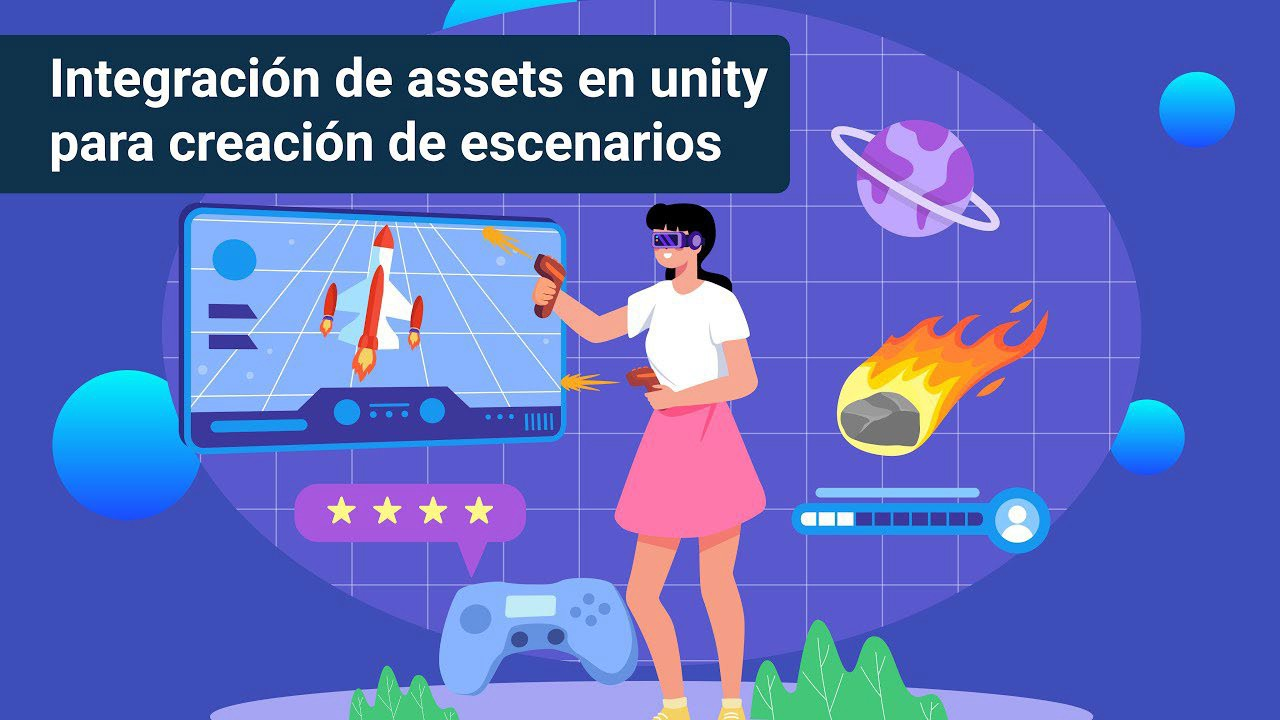 Integración de assets en unity
para creación de escenarios